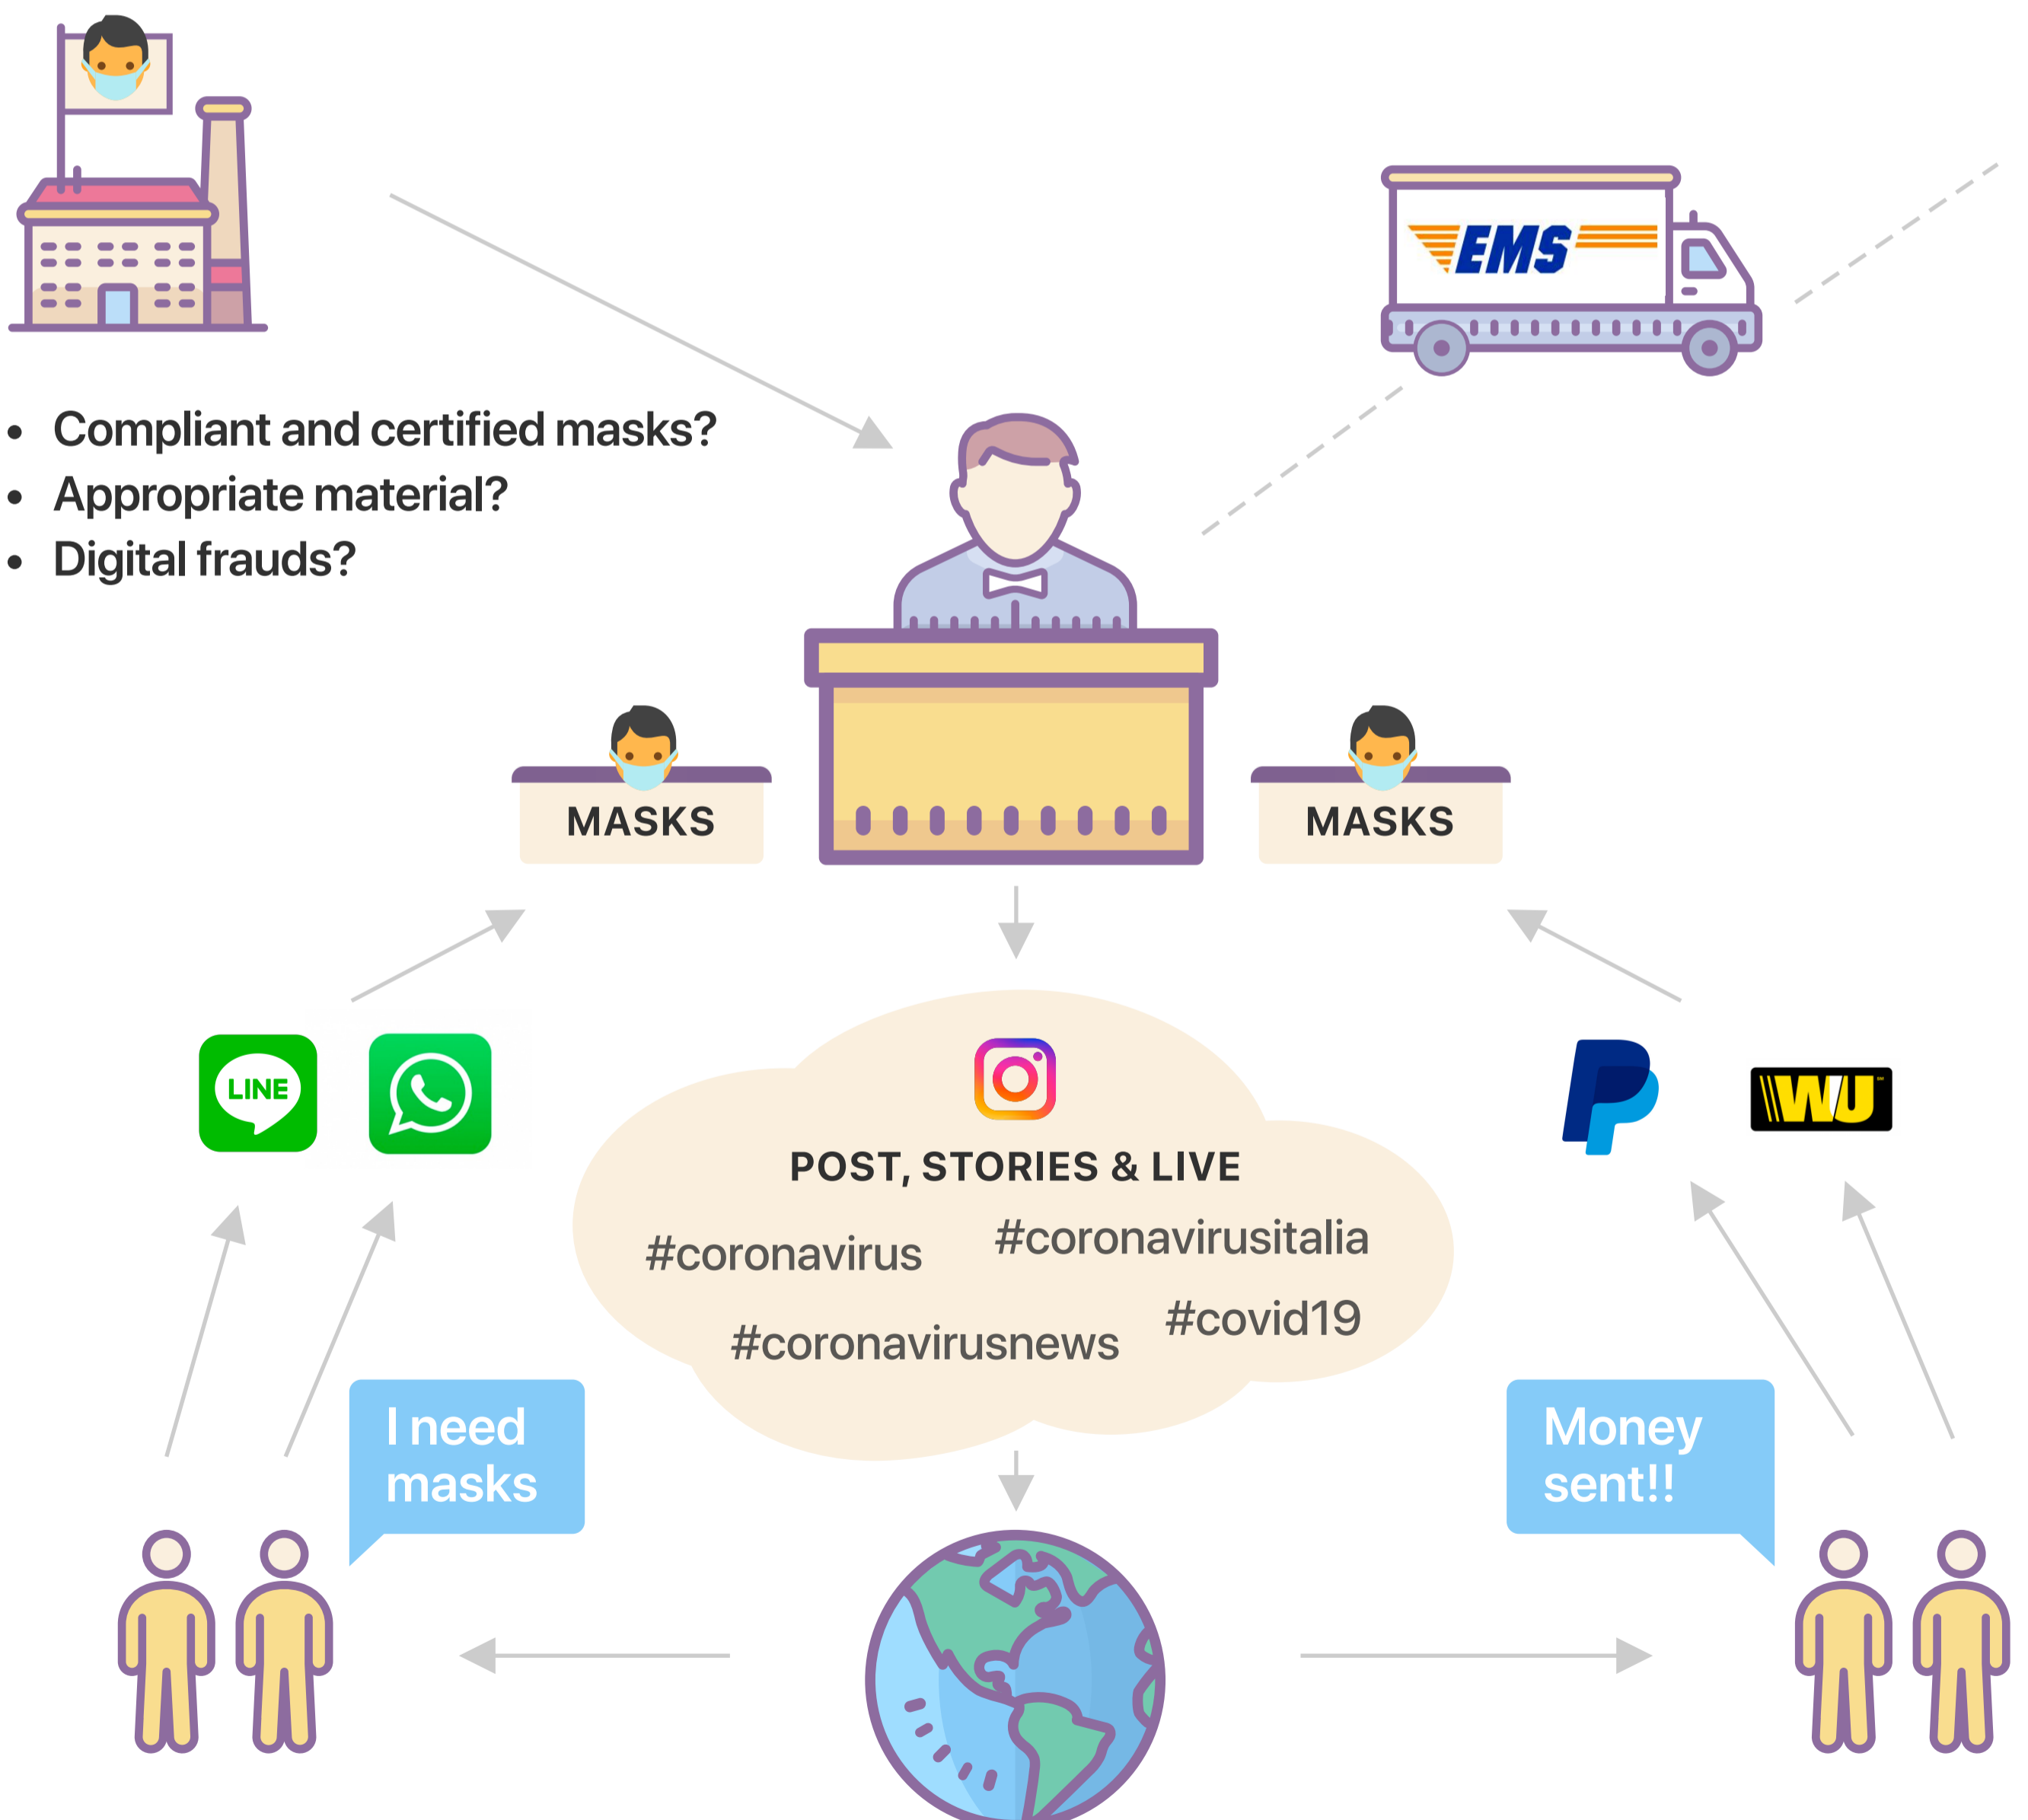 EMS
Compliant and certified masks?
Appropriate material?
Digital frauds?
MASKS
MASKS
LINE
WU
POST, STORIES & LIVE
#coronavirus
#coronavirusitalia
#coronavirusnews
#covid19
I need
masks
Money
sent!!